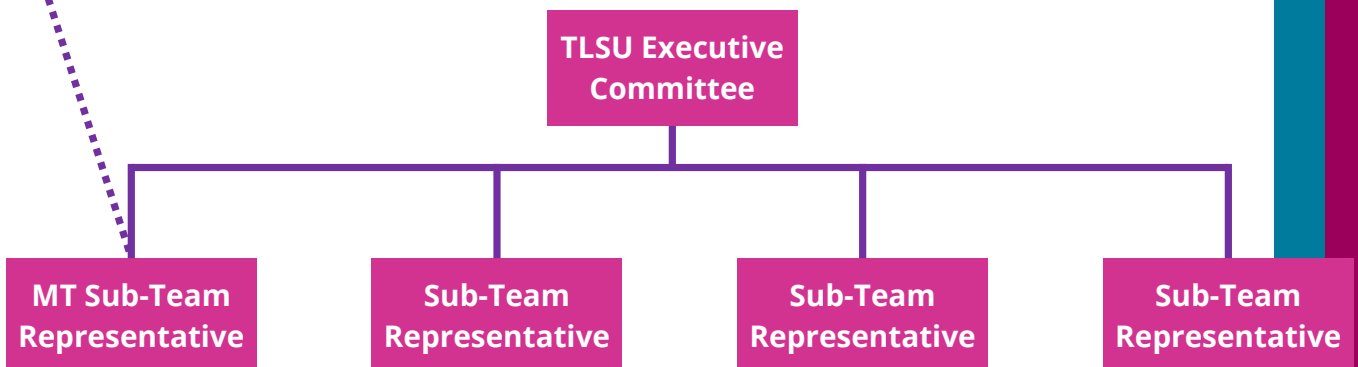 TLSU Executive
Committee
MT Sub-Team
Representative
Sub-Team
Representative
Sub-Team
Representative
Sub-Team
Representative